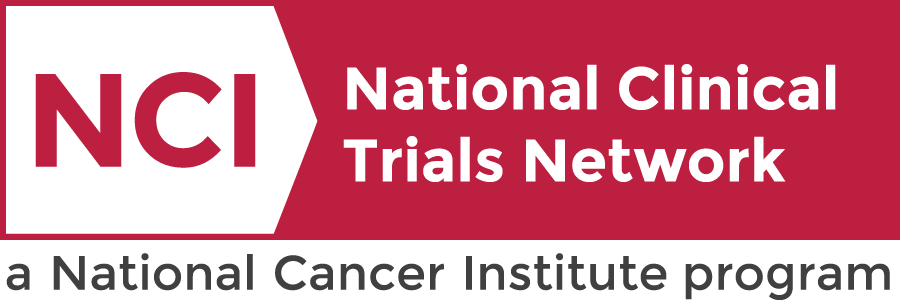 NCI
National Clinical
Trials Network
a National Cancer Institute program